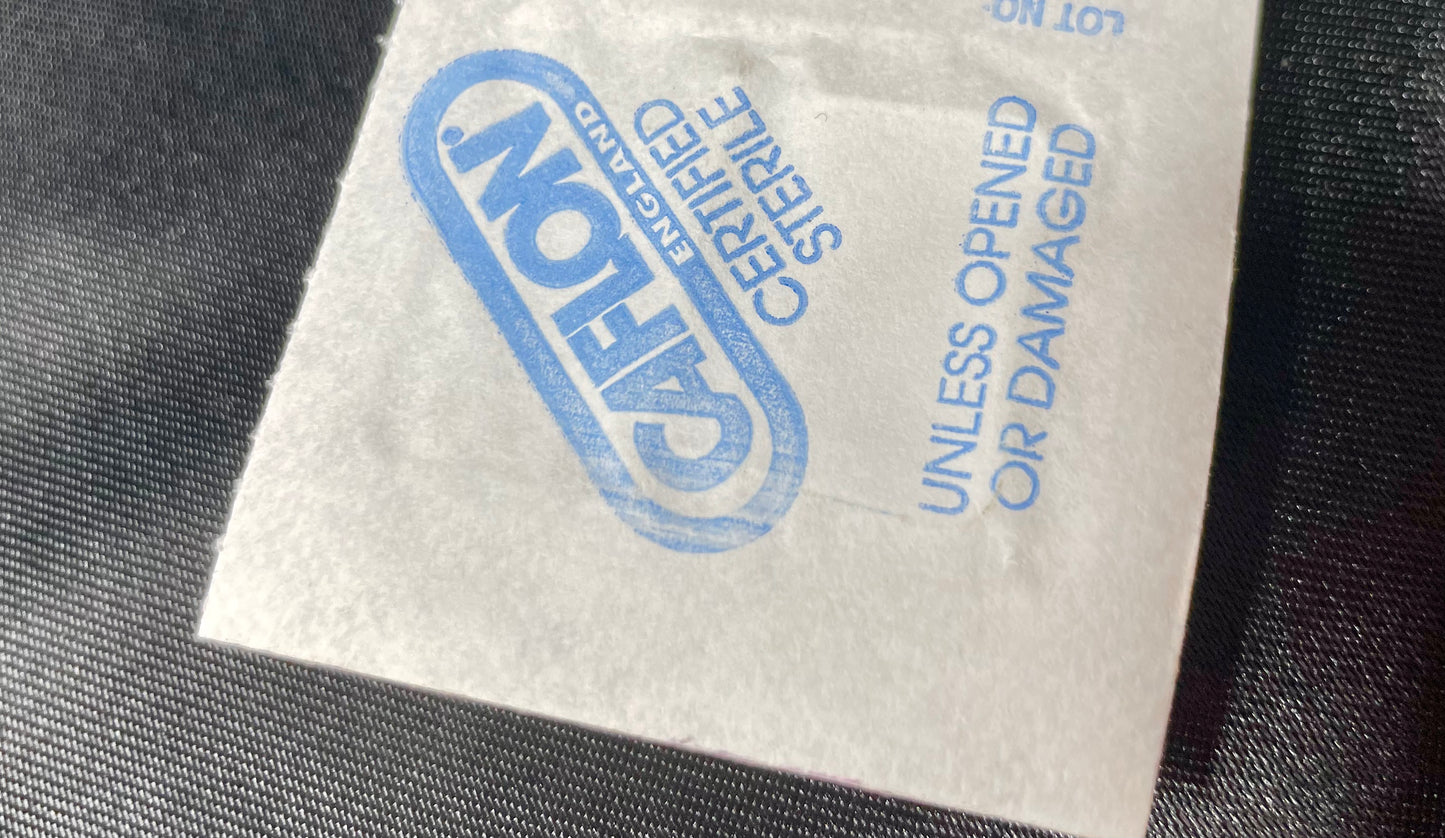 LOT NO.
CAFLON®
ENGLAND
CERTIFIED
STERILE
UNLESS OPENED
OR DAMAGED